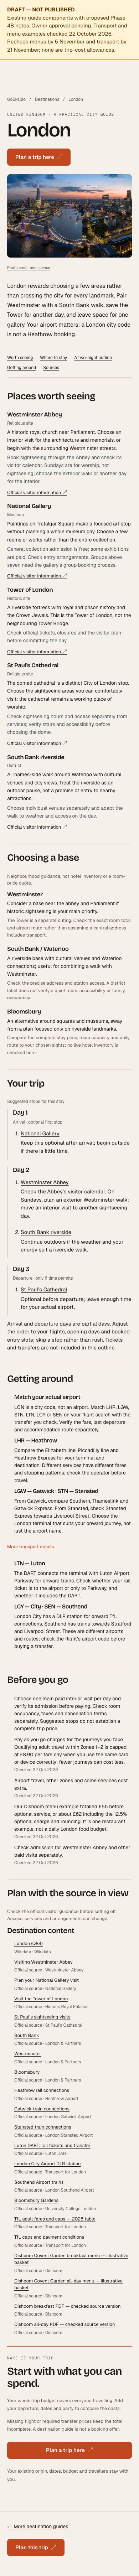 DRAFT — NOT PUBLISHED
Existing guide components with proposed Phase
4B notes. Owner approval pending. Transport and
menu examples checked 22 October 2026.
Recheck menus by 5 November and transport by
21 November; none are trip-cost allowances.
/ Destinations / London
UNITED KINGDOM · A PRACTICAL CITY GUIDE
London
Plan a trip here ↗
Photo credit and licence
London rewards choosing a few areas rather
than crossing the city for every landmark. Pair
Westminster with a South Bank walk, save the
Tower for another day, and leave space for one
gallery. Your airport matters: a London city code
is not a Heathrow booking.
Worth seeing Where to stay A two-night outline
Getting around Sources
Places worth seeing
Westminster Abbey
Religious site
A historic royal church near Parliament. Choose an
interior visit for the architecture and memorials, or
begin with the surrounding Westminster streets.
Book sightseeing through the Abbey and check its
visitor calendar. Sundays are for worship, not
sightseeing; choose the exterior walk or another day
for the interior.
Official visitor information ↗
National Gallery
Museum
Paintings on Trafalgar Square make a focused art stop
without planning a whole museum day. Choose a few
rooms or works rather than the entire collection.
General collection admission is free; some exhibitions
are paid. Check entry arrangements. Groups above
seven need the gallery's group booking process.
Official visitor information ↗
Tower of London
Historic site
A riverside fortress with royal and prison history and
the Crown Jewels. This is the Tower of London, not the
neighbouring Tower Bridge.
Check official tickets, closures and the visitor plan
before committing the day.
Official visitor information ↗
St Paul's Cathedral
Religious site
The domed cathedral is a distinct City of London stop.
Choose the sightseeing areas you can comfortably
visit; the cathedral remains a working place of
worship.
Check sightseeing hours and access separately from
services; verify stairs and accessibility before
choosing the dome.
Official visitor information ↗
South Bank riverside
District
A Thames-side walk around Waterloo with cultural
venues and city views. Treat the riverside as an
outdoor pause, not a promise of entry to nearby
attractions.
Choose individual venues separately and adapt the
walk to weather and access on the day.
Official visitor information ↗
Choosing a base
Neighbourhood guidance, not hotel inventory or a room-
price quote.
Westminster
Consider a base near the abbey and Parliament if
historic sightseeing is your main priority.
The Tower is a separate area. Check the exact room total
and airport route rather than assuming a central address
includes transport.
South Bank / Waterloo
A riverside base with cultural venues and Waterloo
connections; useful for combining a walk with
Westminster.
Check the precise address and station access. A district
label does not verify a quiet room, accessibility or family
occupancy.
Bloomsbury
An alternative around squares and museums, away
from a plan focused only on riverside landmarks.
Compare the complete stay price, room capacity and daily
route to your chosen sights; no live hotel inventory is
checked here.
Your trip
Suggested stops for this stay
Day 1
Arrival · optional first stop
1. National Gallery
Keep this optional after arrival; begin outside
if there is little time.
Day 2
1. Westminster Abbey
Check the Abbey's visitor calendar. On
Sundays, plan an exterior Westminster walk;
move an interior visit to another sightseeing
day.
2. South Bank riverside
Continue outdoors if the weather and your
energy suit a riverside walk.
Day 3
Departure · only if time permits
1. St Paul's Cathedral
Optional before departure; leave enough time
for your actual airport.
Arrival and departure days are partial days. Adjust
the order to your flights, opening days and booked
entry slots; skip stops rather than rush. Tickets
and transfers are not included in this outline.
Getting around
Match your actual airport
LON is a city code, not an airport. Match LHR, LGW,
STN, LTN, LCY or SEN on your flight to the station
where you start your journey. Verify the fare, last departure
and accommodation route separately.
LHR — Heathrow
Compare the Elizabeth line, Piccadilly line and
Heathrow Express for your terminal and
destination. Different services have different fares
and stopping patterns; check the operator before
travel.
LGW — Gatwick · STN — Stansted
From Gatwick, compare Southern, Thameslink and
Gatwick Express. From Stansted, check Stansted
Express towards Liverpool Street. Choose the
London terminal that suits your onward journey, not
just the airport name.
More transport details
LTN — Luton
The DART connects the terminal with Luton Airport
Parkway for onward trains. Check whether your rail
ticket is to the airport or only to Parkway, and
whether it includes the DART.
LCY — City · SEN — Southend
London City has a DLR station for onward TfL
connections. Southend has trains towards Stratford
and Liverpool Street. These are different airports
and routes; check the flight's airport code before
buying a transfer.
Before you go
Choose one main paid interior visit per day and
verify its admission by passing. Check room
occupancy, taxes and cancellation terms
separately. Suggested stops do not establish a
complete trip price.
Pay as you go charges for the journeys you take.
Qualifying adult travel within Zones 1–2 is capped
at £8.90 per fare day when you use the same card
or device correctly; fewer journeys can cost less.
Checked 22 Oct 2026
Airport travel, other zones and some services cost
extra.
Checked 22 Oct 2026
Our Dishoom menu example totalled £55 before
optional service, or about £62 including the 12.5%
optional charge and rounding. It is one restaurant
example, not a daily London food budget.
Checked 22 Oct 2026
Check admission for Westminster Abbey and other
paid visits separately.
Checked 22 Oct 2026
Plan with the source in view
Check the official visitor guidance before setting off.
Access, services and arrangements can change.
Destination content
London (Q84)
Wikidata · Wikidata
Visiting Westminster Abbey
Official source · Westminster Abbey
Plan your National Gallery visit
Official source · National Gallery
Visit the Tower of London
Official source · Historic Royal Palaces
St Paul's sightseeing visits
Official source · St Paul's Cathedral
South Bank
Official source · London & Partners
Westminster
Official source · London & Partners
Bloomsbury
Official source · London & Partners
Heathrow rail connections
Official source · Heathrow Airport
Gatwick train connections
Official source · London Gatwick Airport
Stansted train connections
Official source · London Stansted Airport
Luton DART: rail tickets and transfer
Official source · Luton DART
London City Airport DLR station
Official source · Transport for London
Southend Airport trains
Official source · London Southend Airport
Bloomsbury Gardens
Official source · University College London
TfL adult fares and caps — 2026 table
Official source · Transport for London
TfL caps and payment conditions
Official source · Transport for London
Dishoom Covent Garden breakfast menu — illustrative
basket
Official source · Dishoom
Dishoom Covent Garden all-day menu — illustrative
basket
Official source · Dishoom
Dishoom breakfast PDF — checked source version
Official source · Dishoom
Dishoom all-day PDF — checked source version
Official source · Dishoom
MAKE IT YOUR TRIP
Start with what you can
spend.
Your whole-trip budget covers everyone travelling. Add
your departure, dates and party to compare the costs.
Missing flight or required transfer prices keep the total
incomplete. A destination guide is not a booking offer.
Plan a trip here ↗
Your existing origin, dates, budget and travellers stay with
you.
← More destination guides
Plan this trip ↗